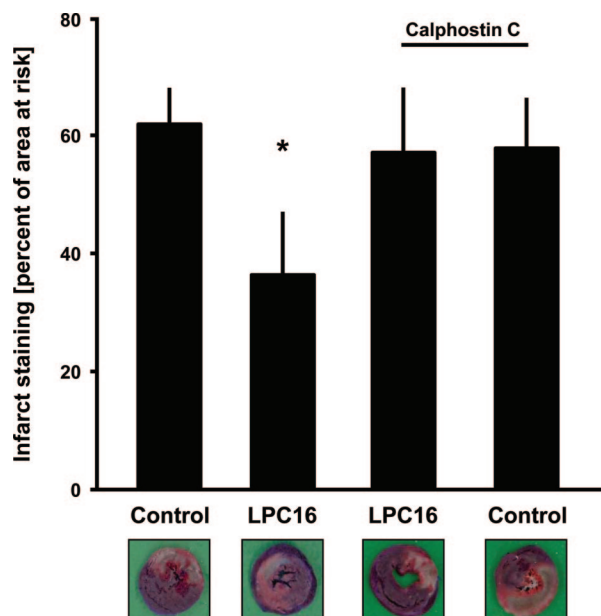 Infarct staining [percent of area at risk]
80
60
40
20
0
Calphostin C
*
Control
LPC16
LPC16
Control